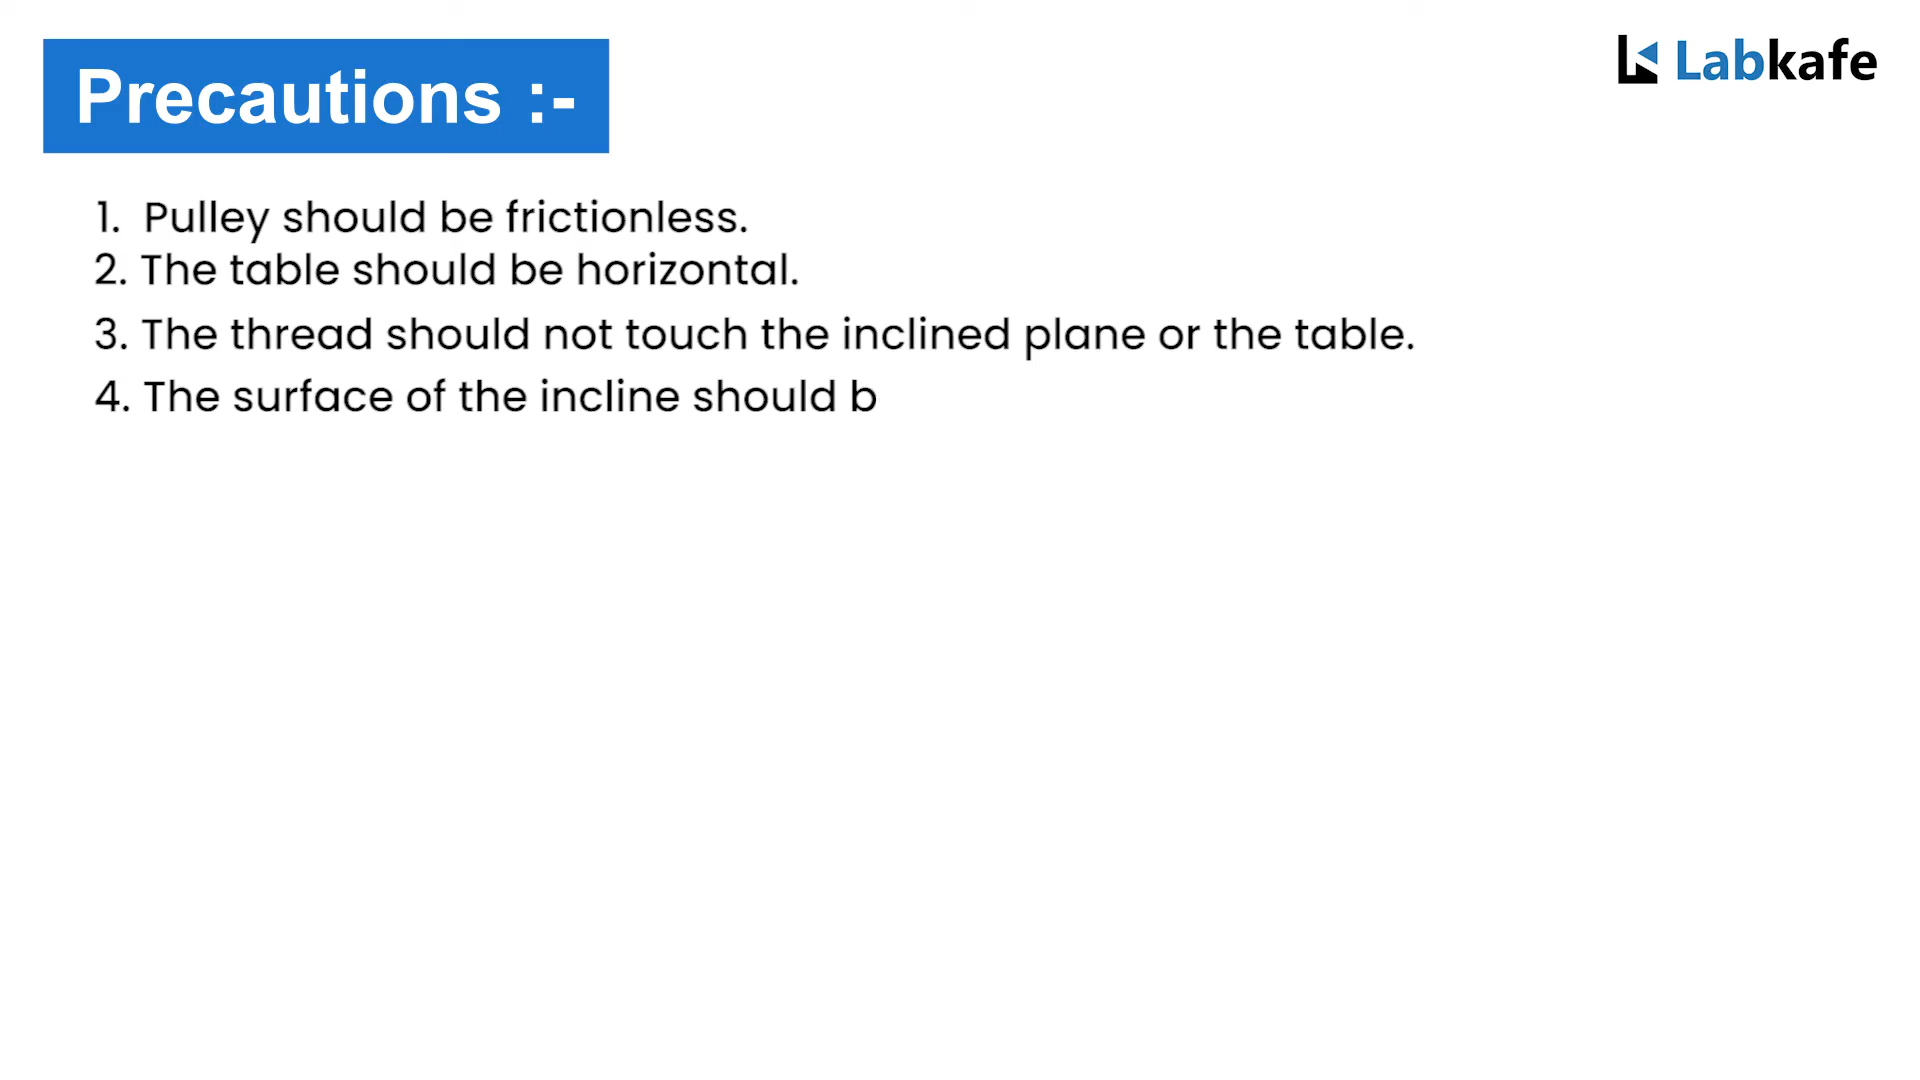 Precautions :-
Labkafe
1. Pulley should be frictionless.
2. The table should be horizontal.
3. The thread should not touch the inclined plane or the table.
4. The surface of the incline should b